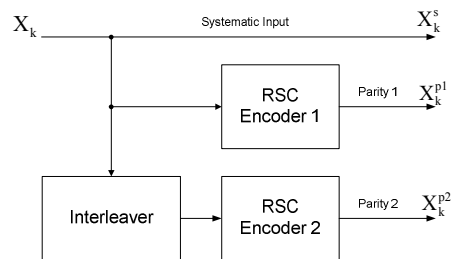 X_k Systematic Input X_k^s
RSC
Encoder 1
Parity 1 X_k^p1
Interleaver
RSC
Encoder 2
Parity 2 X_k^p2